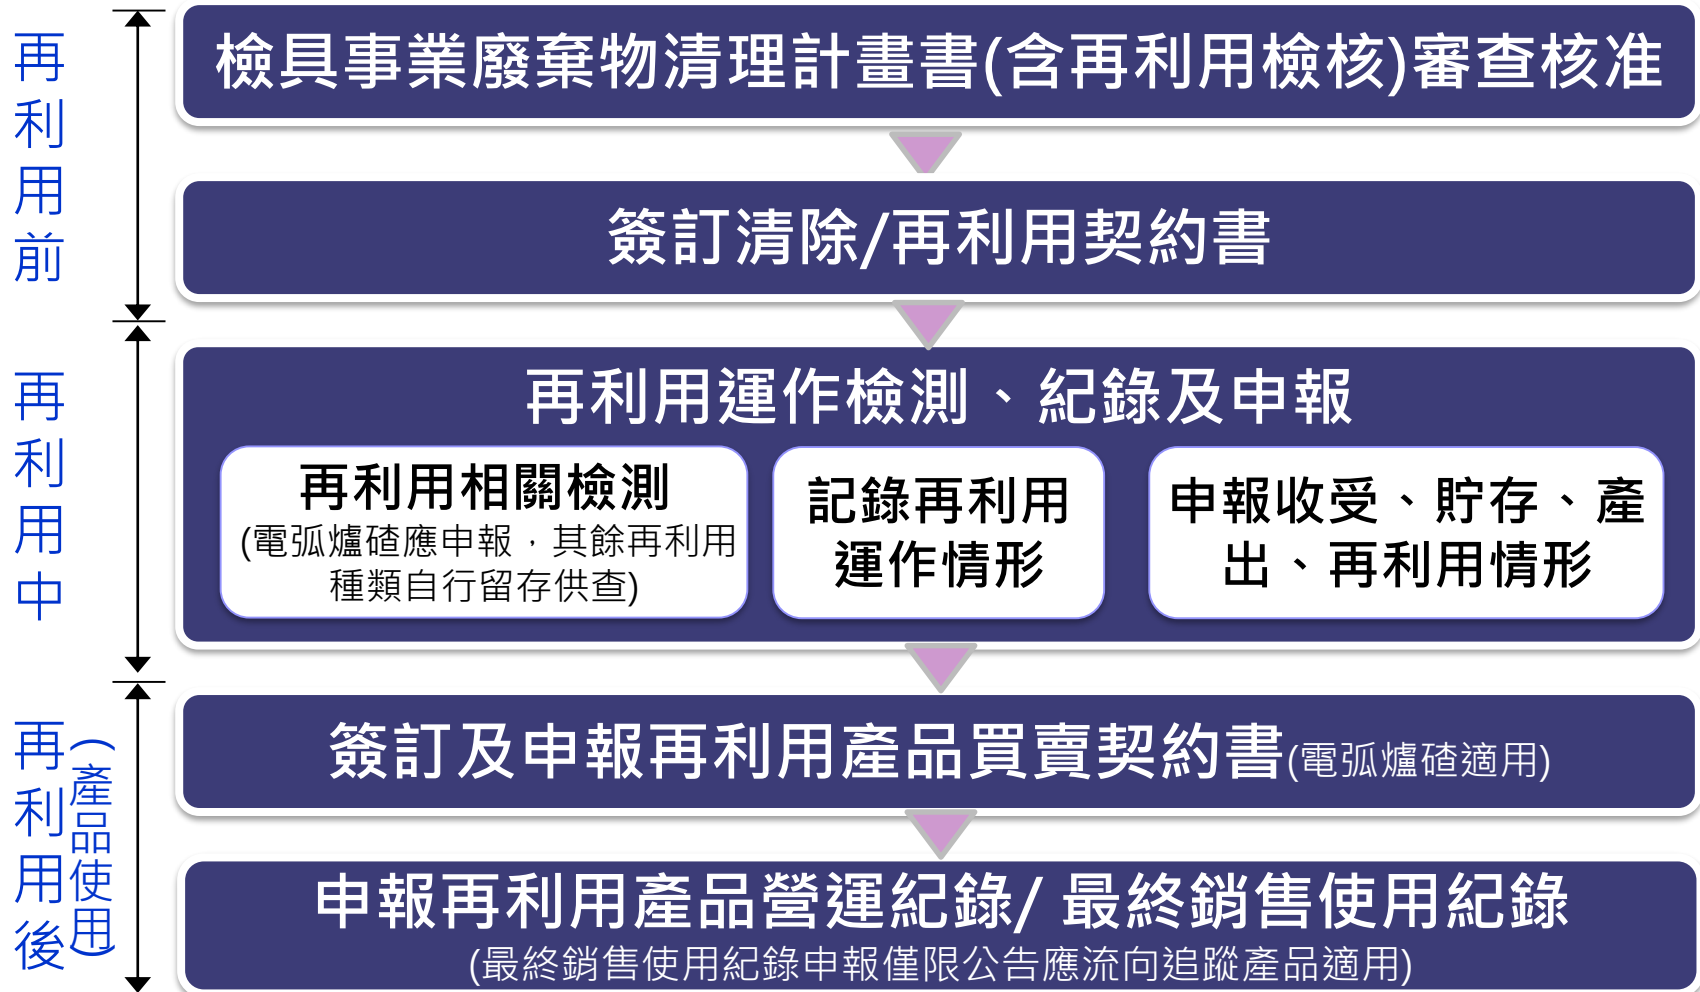 再利用前
檢具事業廢棄物清理計畫書(含再利用檢核)審查核准
簽訂清除/再利用契約書
再利用中
再利用運作檢測、紀錄及申報
再利用相關檢測
(電弧爐碴應申報，其餘再利用
種類自行留存供查)
記錄再利用
運作情形
申報收受、貯存、產
出、再利用情形
再利用後
(產品使用)
簽訂及申報再利用產品買賣契約書(電弧爐碴適用)
申報再利用產品營運紀錄/ 最終銷售使用紀錄
(最終銷售使用紀錄申報僅限公告應流向追蹤產品適用)